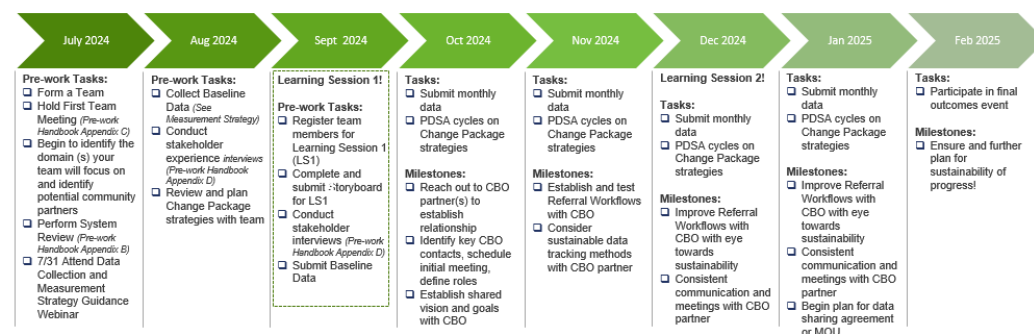 July 2024
Aug 2024
Sept 2024
Oct 2024
Nov 2024
Dec 2024
Jan 2025
Feb 2025
Pre-work Tasks:
Form a Team
Hold First Team
Meeting (Pre-work
Handbook Appendix C)
Begin to identify the
domain (s) your
team will focus on
and identify
potential community
partners
Perform System
Review (Pre-work
Handbook Appendix B)
7/31 Attend Data
Collection and
Measurement
Strategy Guidance
Webinar
Pre-work Tasks:
Collect Baseline
Data (See
Measurement Strategy)
Conduct
stakeholder
experience interviews
(Pre-work Handbook
Appendix D)
Review and plan
Change Package
strategies with team
Learning Session 1!
Pre-work Tasks:
Register team
members for
Learning Session 1
(LS1)
Complete and
submit Storyboard
for LS1
Conduct
stakeholder
interviews (Pre-work
Handbook Appendix D)
Submit Baseline
Data
Tasks:
Submit monthly
data
PDSA cycles on
Change Package
strategies
Milestones:
Reach out to CBO
partner(s) to
establish
relationship
Identify key CBO
contacts, schedule
initial meeting,
define roles
Establish shared
vision and goals
with CBO
Tasks:
Submit monthly
data
PDSA cycles on
Change Package
strategies
Milestones:
Establish and test
Referral Workflows
with CBO
Consider
sustainable data
tracking methods
with CBO partner
Learning Session 2!
Tasks:
Submit monthly
data
PDSA cycles on
Change Package
strategies
Milestones:
Improve Referral
Workflows with
CBO with eye
towards
sustainability
Consistent
communication and
meetings with CBO
partner
Tasks:
Submit monthly
data
PDSA cycles on
Change Package
strategies
Milestones:
Improve Referral
Workflows with
CBO with eye
towards
sustainability
Consistent
communication and
meetings with CBO
partner
Begin plan for data
sharing agreement
or MOU
Tasks:
Participate in final
outcomes event
Milestones:
Ensure and further
plan for
sustainability of
progress!